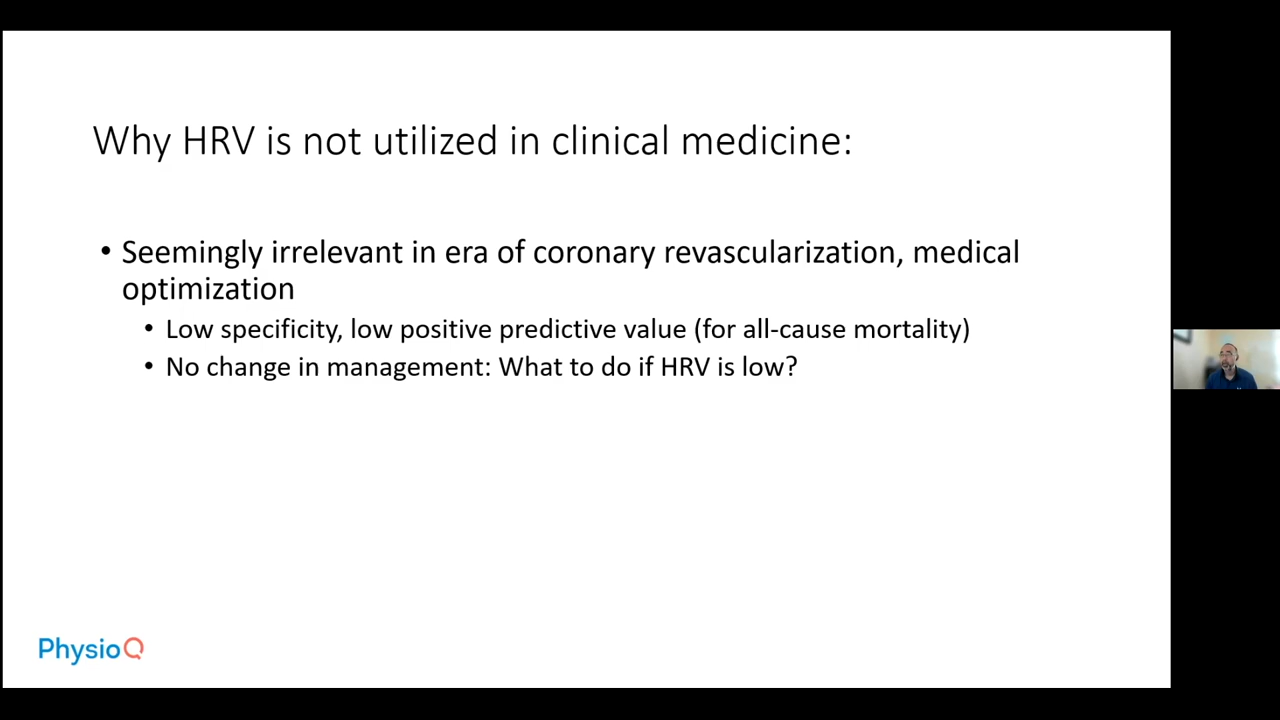 Why HRV is not utilized in clinical medicine:
• Seemingly irrelevant in era of coronary revascularization, medical
optimization
• Low specificity, low positive predictive value (for all-cause mortality)
• No change in management: What to do if HRV is low?
PhysioQ